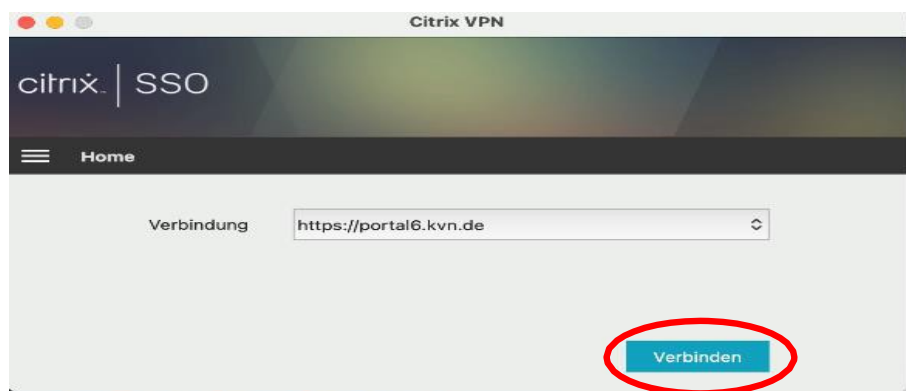 Citrix VPN
citrix. | SSO
Home
Verbindung https://portal6.kvn.de
Verbinden